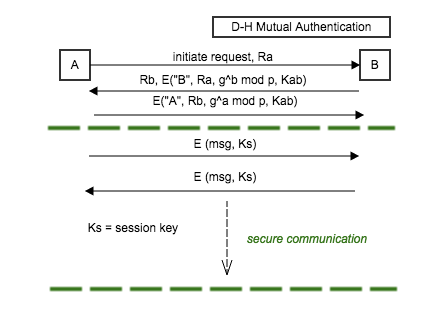 D-H Mutual Authentication
A
initiate request, Ra
B
Rb, E("B", Ra, g^b mod p, Kab)
E("A", Rb, g^a mod p, Kab)
E (msg, Ks)
E (msg, Ks)
Ks = session key
secure communication